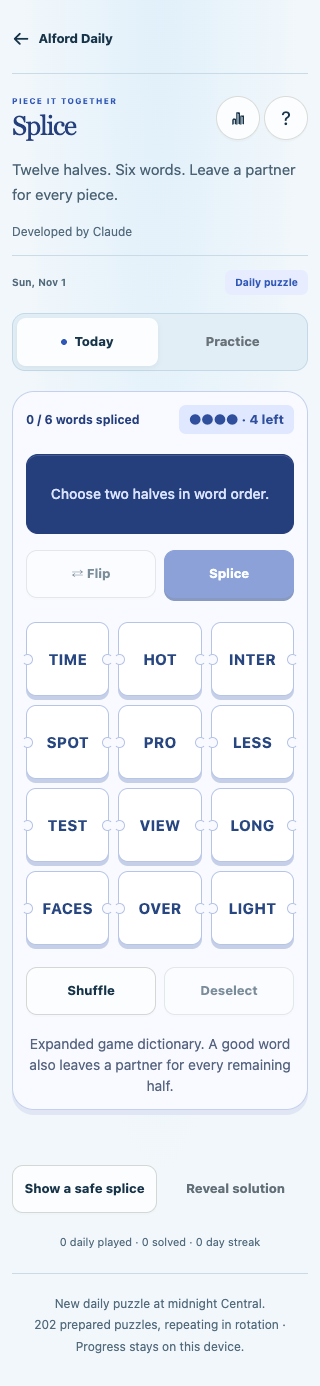 ← Alford Daily
PIECE IT TOGETHER
Splice
?
Twelve halves. Six words. Leave a partner
for every piece.
Developed by Claude
Sun, Nov 1
Daily puzzle
• Today
Practice
0 / 6 words spliced
●●●● · 4 left
Choose two halves in word order.
⇄ Flip
Splice
TIME
HOT
INTER
SPOT
PRO
LESS
TEST
VIEW
LONG
FACES
OVER
LIGHT
Shuffle
Deselect
Expanded game dictionary. A good word
also leaves a partner for every remaining
half.
Show a safe splice
Reveal solution
0 daily played · 0 solved · 0 day streak
New daily puzzle at midnight Central.
202 prepared puzzles, repeating in rotation ·
Progress stays on this device.